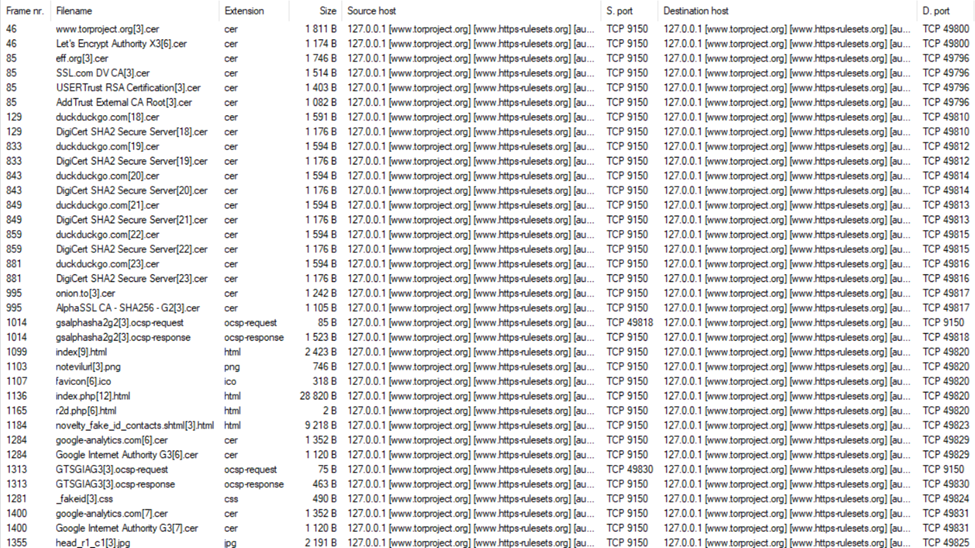 Frame nr. Filename Extension Size Source host S. port Destination host D. port
46 www.torproject.org[3].cer cer 1 811 B 127.0.0.1 [www.torproject.org] [www.https-rulesets.org] [au... TCP 9150 127.0.0.1 [www.torproject.org] [www.https-rulesets.org] [au... TCP 49800
46 Let's Encrypt Authority X3[6].cer cer 1 174 B 127.0.0.1 [www.torproject.org] [www.https-rulesets.org] [au... TCP 9150 127.0.0.1 [www.torproject.org] [www.https-rulesets.org] [au... TCP 49800
85 eff.org[3].cer cer 1 746 B 127.0.0.1 [www.torproject.org] [www.https-rulesets.org] [au... TCP 9150 127.0.0.1 [www.torproject.org] [www.https-rulesets.org] [au... TCP 49796
85 SSL.com DV CA[3].cer cer 1 514 B 127.0.0.1 [www.torproject.org] [www.https-rulesets.org] [au... TCP 9150 127.0.0.1 [www.torproject.org] [www.https-rulesets.org] [au... TCP 49796
85 USERTrust RSA Certification[3].cer cer 1 403 B 127.0.0.1 [www.torproject.org] [www.https-rulesets.org] [au... TCP 9150 127.0.0.1 [www.torproject.org] [www.https-rulesets.org] [au... TCP 49796
85 AddTrust External CA Root[3].cer cer 1 082 B 127.0.0.1 [www.torproject.org] [www.https-rulesets.org] [au... TCP 9150 127.0.0.1 [www.torproject.org] [www.https-rulesets.org] [au... TCP 49796
129 duckduckgo.com[18].cer cer 1 591 B 127.0.0.1 [www.torproject.org] [www.https-rulesets.org] [au... TCP 9150 127.0.0.1 [www.torproject.org] [www.https-rulesets.org] [au... TCP 49810
129 DigiCert SHA2 Secure Server[18].cer cer 1 176 B 127.0.0.1 [www.torproject.org] [www.https-rulesets.org] [au... TCP 9150 127.0.0.1 [www.torproject.org] [www.https-rulesets.org] [au... TCP 49810
833 duckduckgo.com[19].cer cer 1 594 B 127.0.0.1 [www.torproject.org] [www.https-rulesets.org] [au... TCP 9150 127.0.0.1 [www.torproject.org] [www.https-rulesets.org] [au... TCP 49812
833 DigiCert SHA2 Secure Server[19].cer cer 1 176 B 127.0.0.1 [www.torproject.org] [www.https-rulesets.org] [au... TCP 9150 127.0.0.1 [www.torproject.org] [www.https-rulesets.org] [au... TCP 49812
843 duckduckgo.com[20].cer cer 1 594 B 127.0.0.1 [www.torproject.org] [www.https-rulesets.org] [au... TCP 9150 127.0.0.1 [www.torproject.org] [www.https-rulesets.org] [au... TCP 49814
843 DigiCert SHA2 Secure Server[20].cer cer 1 176 B 127.0.0.1 [www.torproject.org] [www.https-rulesets.org] [au... TCP 9150 127.0.0.1 [www.torproject.org] [www.https-rulesets.org] [au... TCP 49814
849 duckduckgo.com[21].cer cer 1 594 B 127.0.0.1 [www.torproject.org] [www.https-rulesets.org] [au... TCP 9150 127.0.0.1 [www.torproject.org] [www.https-rulesets.org] [au... TCP 49813
849 DigiCert SHA2 Secure Server[21].cer cer 1 176 B 127.0.0.1 [www.torproject.org] [www.https-rulesets.org] [au... TCP 9150 127.0.0.1 [www.torproject.org] [www.https-rulesets.org] [au... TCP 49813
859 duckduckgo.com[22].cer cer 1 594 B 127.0.0.1 [www.torproject.org] [www.https-rulesets.org] [au... TCP 9150 127.0.0.1 [www.torproject.org] [www.https-rulesets.org] [au... TCP 49815
859 DigiCert SHA2 Secure Server[22].cer cer 1 176 B 127.0.0.1 [www.torproject.org] [www.https-rulesets.org] [au... TCP 9150 127.0.0.1 [www.torproject.org] [www.https-rulesets.org] [au... TCP 49815
881 duckduckgo.com[23].cer cer 1 594 B 127.0.0.1 [www.torproject.org] [www.https-rulesets.org] [au... TCP 9150 127.0.0.1 [www.torproject.org] [www.https-rulesets.org] [au... TCP 49816
881 DigiCert SHA2 Secure Server[23].cer cer 1 176 B 127.0.0.1 [www.torproject.org] [www.https-rulesets.org] [au... TCP 9150 127.0.0.1 [www.torproject.org] [www.https-rulesets.org] [au... TCP 49816
995 onion.to[3].cer cer 1 242 B 127.0.0.1 [www.torproject.org] [www.https-rulesets.org] [au... TCP 9150 127.0.0.1 [www.torproject.org] [www.https-rulesets.org] [au... TCP 49817
995 AlphaSSL CA - SHA256 - G2[3].cer cer 1 105 B 127.0.0.1 [www.torproject.org] [www.https-rulesets.org] [au... TCP 9150 127.0.0.1 [www.torproject.org] [www.https-rulesets.org] [au... TCP 49817
1014 gsalphasha2g2[3].ocsp-request ocsp-request 85 B 127.0.0.1 [www.torproject.org] [www.https-rulesets.org] [au... TCP 49818 127.0.0.1 [www.torproject.org] [www.https-rulesets.org] [au... TCP 9150
1014 gsalphasha2g2[3].ocsp-response ocsp-response 1 523 B 127.0.0.1 [www.torproject.org] [www.https-rulesets.org] [au... TCP 9150 127.0.0.1 [www.torproject.org] [www.https-rulesets.org] [au... TCP 49818
1099 index[9].html html 2 423 B 127.0.0.1 [www.torproject.org] [www.https-rulesets.org] [au... TCP 9150 127.0.0.1 [www.torproject.org] [www.https-rulesets.org] [au... TCP 49820
1103 notevilurl[3].png png 746 B 127.0.0.1 [www.torproject.org] [www.https-rulesets.org] [au... TCP 9150 127.0.0.1 [www.torproject.org] [www.https-rulesets.org] [au... TCP 49820
1107 favicon[6].ico ico 318 B 127.0.0.1 [www.torproject.org] [www.https-rulesets.org] [au... TCP 9150 127.0.0.1 [www.torproject.org] [www.https-rulesets.org] [au... TCP 49820
1136 index.php[12].html html 28 820 B 127.0.0.1 [www.torproject.org] [www.https-rulesets.org] [au... TCP 9150 127.0.0.1 [www.torproject.org] [www.https-rulesets.org] [au... TCP 49820
1165 r2d.php[6].html html 2 B 127.0.0.1 [www.torproject.org] [www.https-rulesets.org] [au... TCP 9150 127.0.0.1 [www.torproject.org] [www.https-rulesets.org] [au... TCP 49820
1184 novelty_fake_id_contacts.shtml[3].html html 9 218 B 127.0.0.1 [www.torproject.org] [www.https-rulesets.org] [au... TCP 9150 127.0.0.1 [www.torproject.org] [www.https-rulesets.org] [au... TCP 49823
1284 google-analytics.com[6].cer cer 1 352 B 127.0.0.1 [www.torproject.org] [www.https-rulesets.org] [au... TCP 9150 127.0.0.1 [www.torproject.org] [www.https-rulesets.org] [au... TCP 49829
1284 Google Internet Authority G3[6].cer cer 1 120 B 127.0.0.1 [www.torproject.org] [www.https-rulesets.org] [au... TCP 9150 127.0.0.1 [www.torproject.org] [www.https-rulesets.org] [au... TCP 49829
1313 GTSGIAG3[3].ocsp-request ocsp-request 75 B 127.0.0.1 [www.torproject.org] [www.https-rulesets.org] [au... TCP 49830 127.0.0.1 [www.torproject.org] [www.https-rulesets.org] [au... TCP 9150
1313 GTSGIAG3[3].ocsp-response ocsp-response 463 B 127.0.0.1 [www.torproject.org] [www.https-rulesets.org] [au... TCP 9150 127.0.0.1 [www.torproject.org] [www.https-rulesets.org] [au... TCP 49830
1281 _fakeid[3].css css 490 B 127.0.0.1 [www.torproject.org] [www.https-rulesets.org] [au... TCP 9150 127.0.0.1 [www.torproject.org] [www.https-rulesets.org] [au... TCP 49824
1400 google-analytics.com[7].cer cer 1 352 B 127.0.0.1 [www.torproject.org] [www.https-rulesets.org] [au... TCP 9150 127.0.0.1 [www.torproject.org] [www.https-rulesets.org] [au... TCP 49831
1400 Google Internet Authority G3[7].cer cer 1 120 B 127.0.0.1 [www.torproject.org] [www.https-rulesets.org] [au... TCP 9150 127.0.0.1 [www.torproject.org] [www.https-rulesets.org] [au... TCP 49831
1355 head_r1_c1[3].jpg jpg 2 191 B 127.0.0.1 [www.torproject.org] [www.https-rulesets.org] [au... TCP 9150 127.0.0.1 [www.torproject.org] [www.https-rulesets.org] [au... TCP 49825